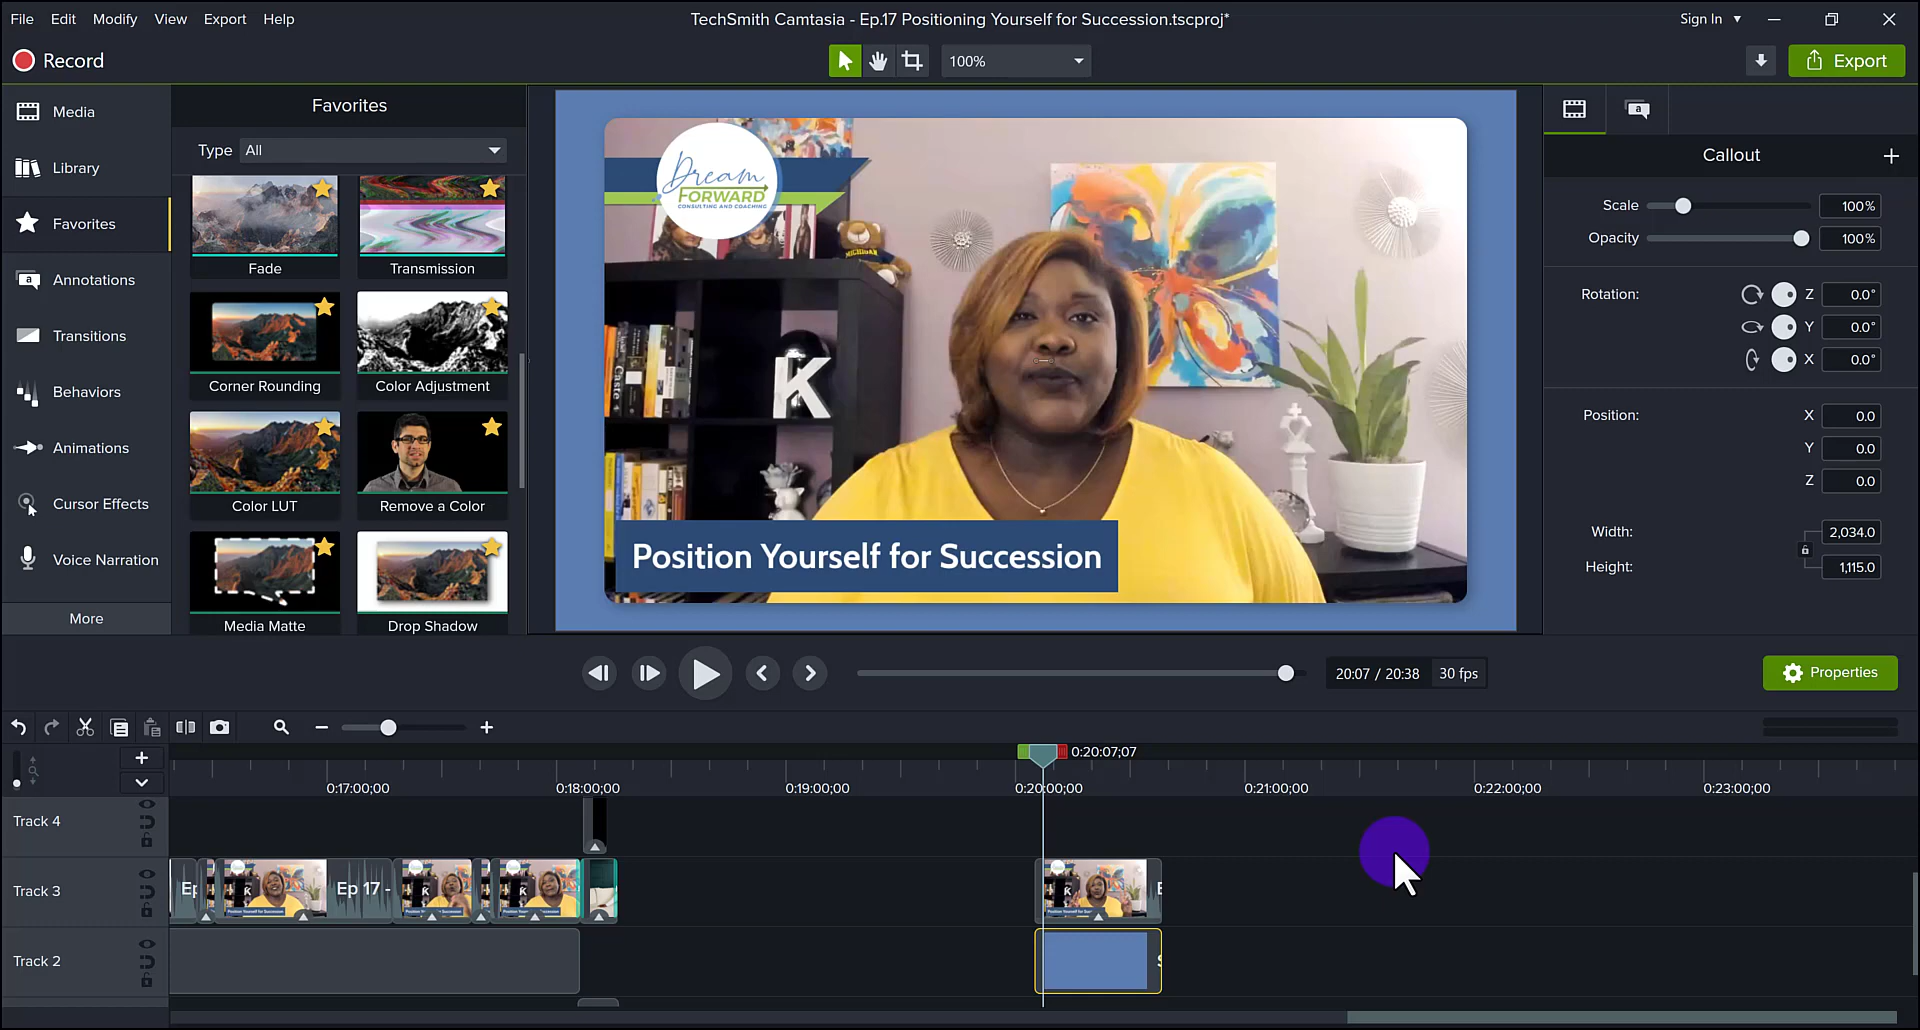 File Edit Modify View Export Help
TechSmith Camtasia - Ep.17 Positioning Yourself for Succession.tscproj*
Sign In
Record
100%
Export
Media
Library
Favorites
Annotations
Transitions
Behaviors
Animations
Cursor Effects
Voice Narration
More
Favorites
Type All
Fade Transmission
Corner Rounding Color Adjustment
Color LUT Remove a Color
Media Matte Drop Shadow
Dream
FORWARD
CONSULTING AND COACHING
MICHIGAN
K
Caste
Position Yourself for Succession
a
Callout
Scale 100%
Opacity 100%
Rotation: Z 0.0°
Y 0.0°
X 0.0°
Position: X 0.0
Y 0.0
Z 0.0
Width: 2,034.0
Height: 1,115.0
20:07 / 20:38 30 fps
Properties
0:20:07;07
0:17:00;00 0:18:00;00 0:19:00;00 0:20:00;00 0:21:00;00 0:22:00;00 0:23:00;00
Track 4
Track 3
Ep 17 -
Track 2